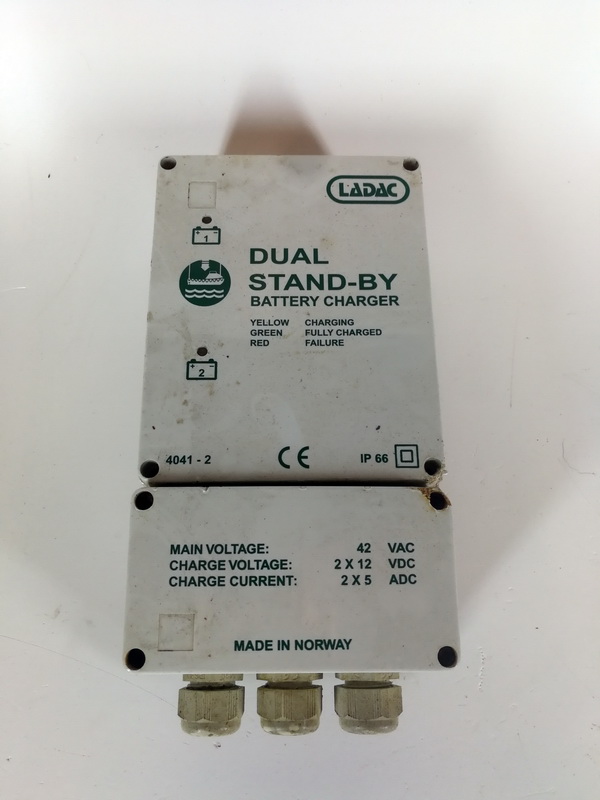 LADAC
1
DUAL
STAND-BY
BATTERY CHARGER
YELLOW CHARGING
GREEN FULLY CHARGED
RED FAILURE
2
4041 - 2 CE IP 66
MAIN VOLTAGE: 42 VAC
CHARGE VOLTAGE: 2 X 12 VDC
CHARGE CURRENT: 2 X 5 ADC
MADE IN NORWAY